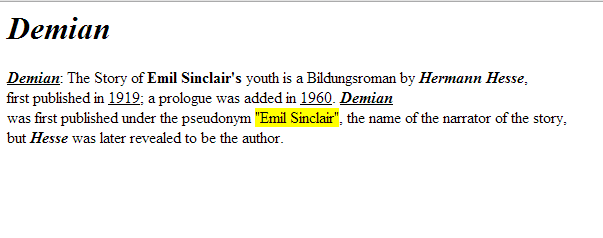 Demian
Demian: The Story of Emil Sinclair's youth is a Bildungsroman by Hermann Hesse,
first published in 1919; a prologue was added in 1960. Demian
was first published under the pseudonym "Emil Sinclair", the name of the narrator of the story,
but Hesse was later revealed to be the author.